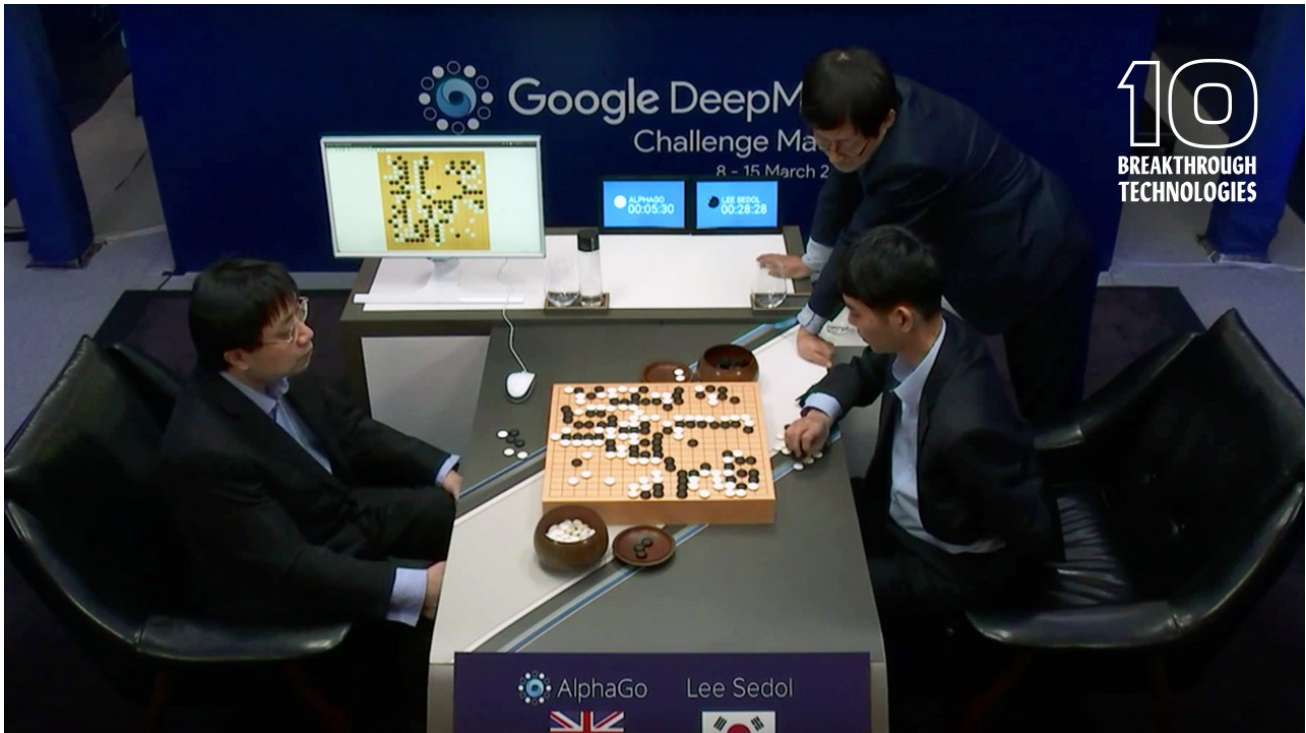 Google DeepM
Challenge Ma
8 - 15 March 2
ALPHAGO
00:05:30
LEE SEDOL
00:28:28
10
BREAKTHROUGH
TECHNOLOGIES
AlphaGo
Lee Sedol